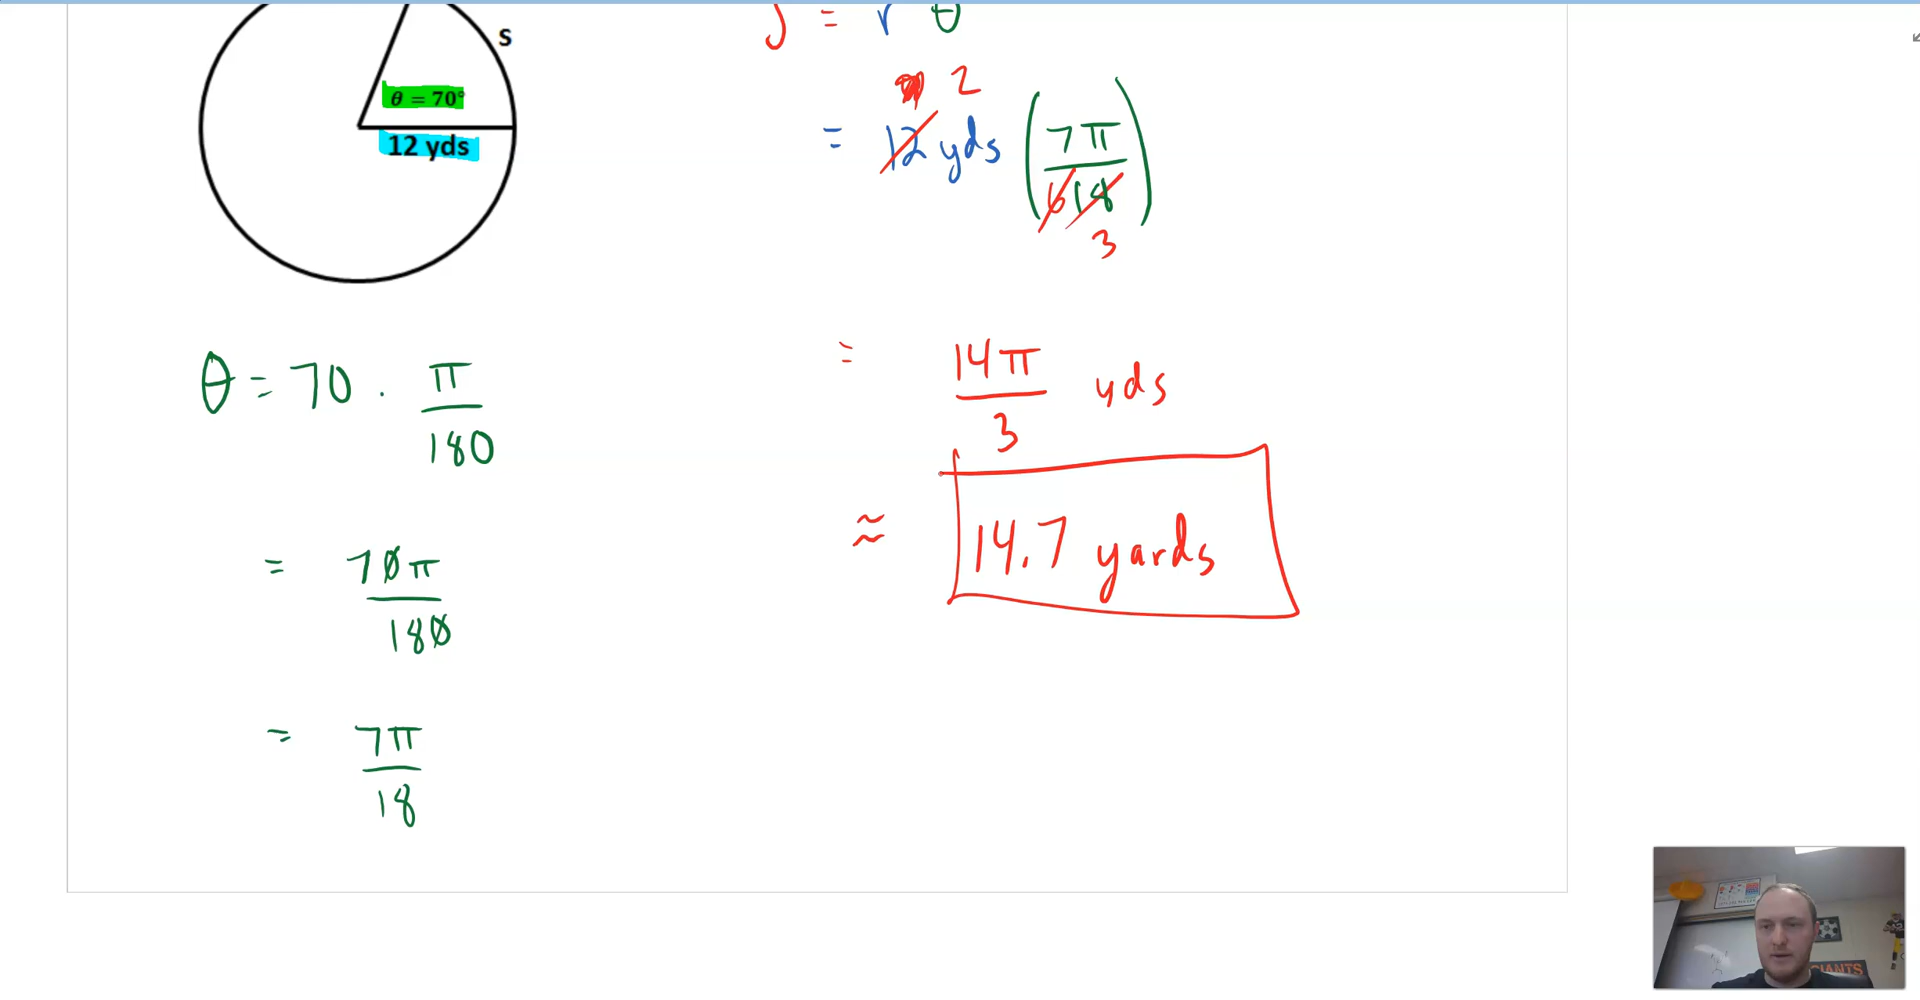 s
θ = 70°
12 yds
s = r θ
2
= 12 yds (7π/6 18)
3
= 14π/3 yds
≈ 14.7 yards
θ = 70 · π/180
= 70π/180
= 7π/18
GIANTS